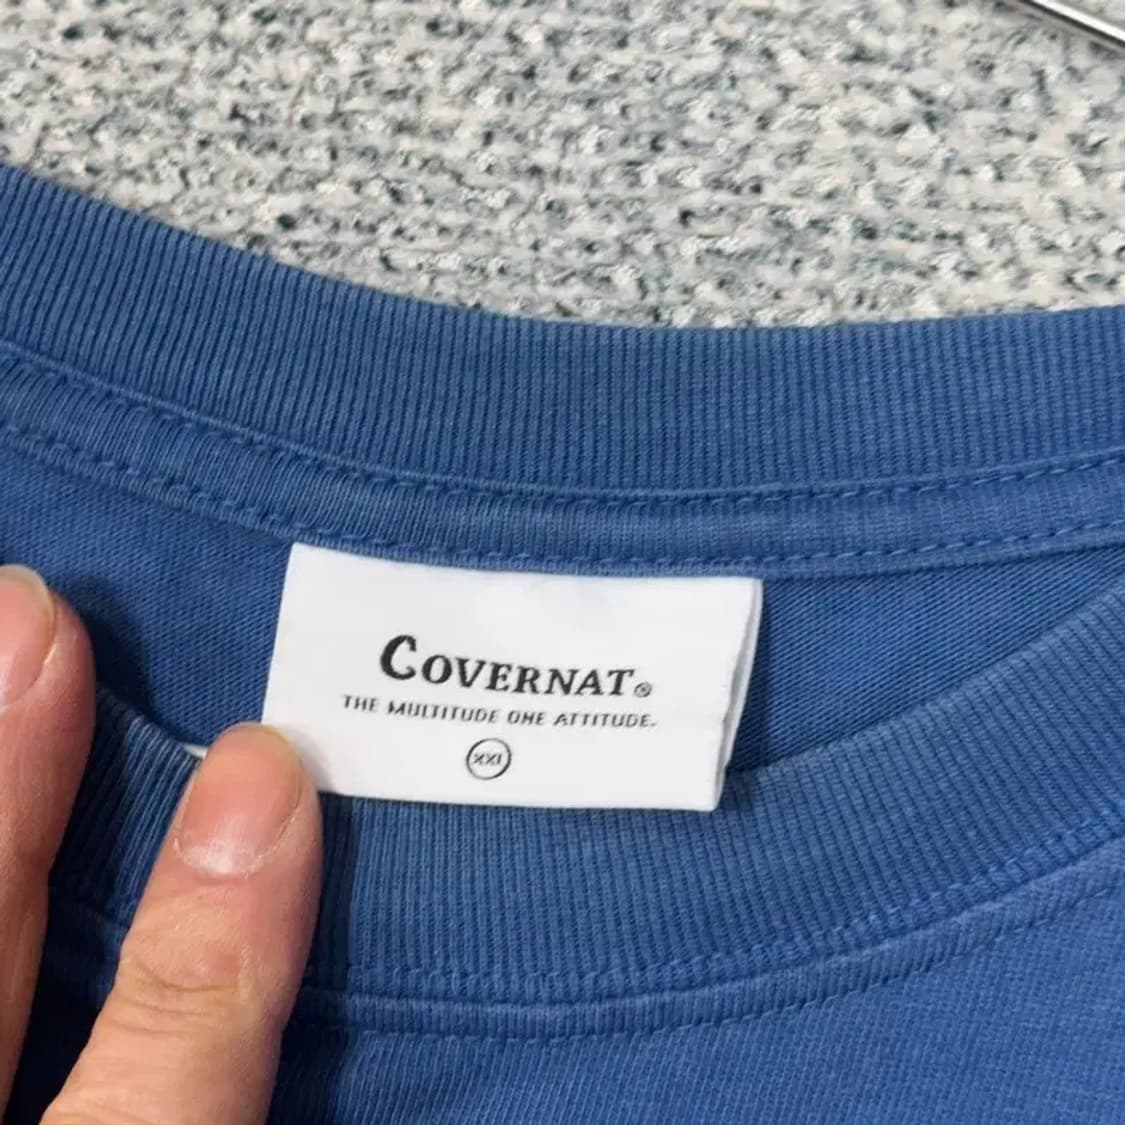 COVERNAT®
THE MULTITUDE ONE ATTITUDE.
XXL